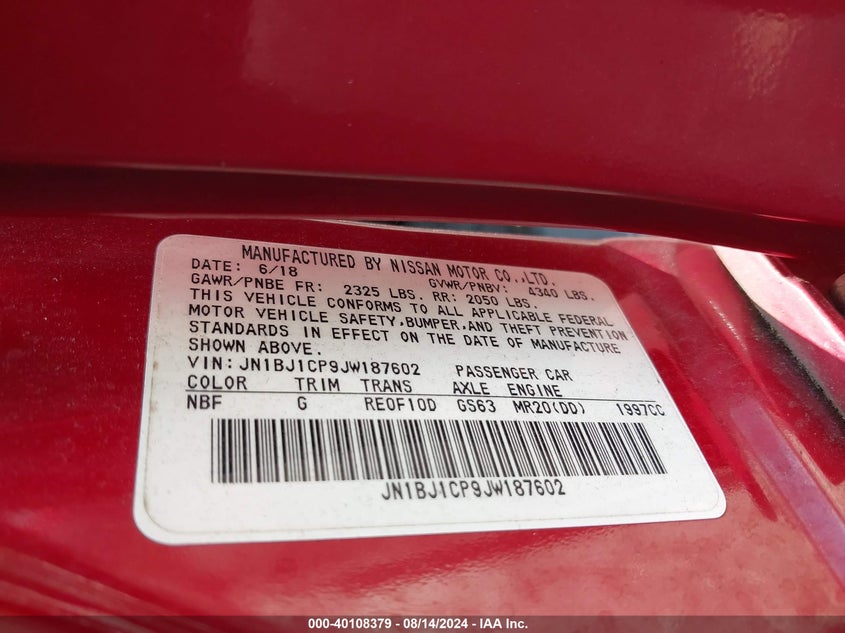 MANUFACTURED BY NISSAN MOTOR CO.,LTD.
DATE: 6/18 GVWR/PNBV: 4340 LBS.
GAWR/PNBE FR: 2325 LBS. RR: 2050 LBS.
THIS VEHICLE CONFORMS TO ALL APPLICABLE FEDERAL
MOTOR VEHICLE SAFETY,BUMPER,AND THEFT PREVENTION
STANDARDS IN EFFECT ON THE DATE OF MANUFACTURE
SHOWN ABOVE.
VIN:JN1BJ1CP9JW187602 PASSENGER CAR
COLOR TRIM TRANS AXLE ENGINE
NBF G RE0F10D GS63 MR20(DD) 1997CC
JN1BJ1CP9JW187602
000-40108379 - 08/14/2024 - IAA Inc.